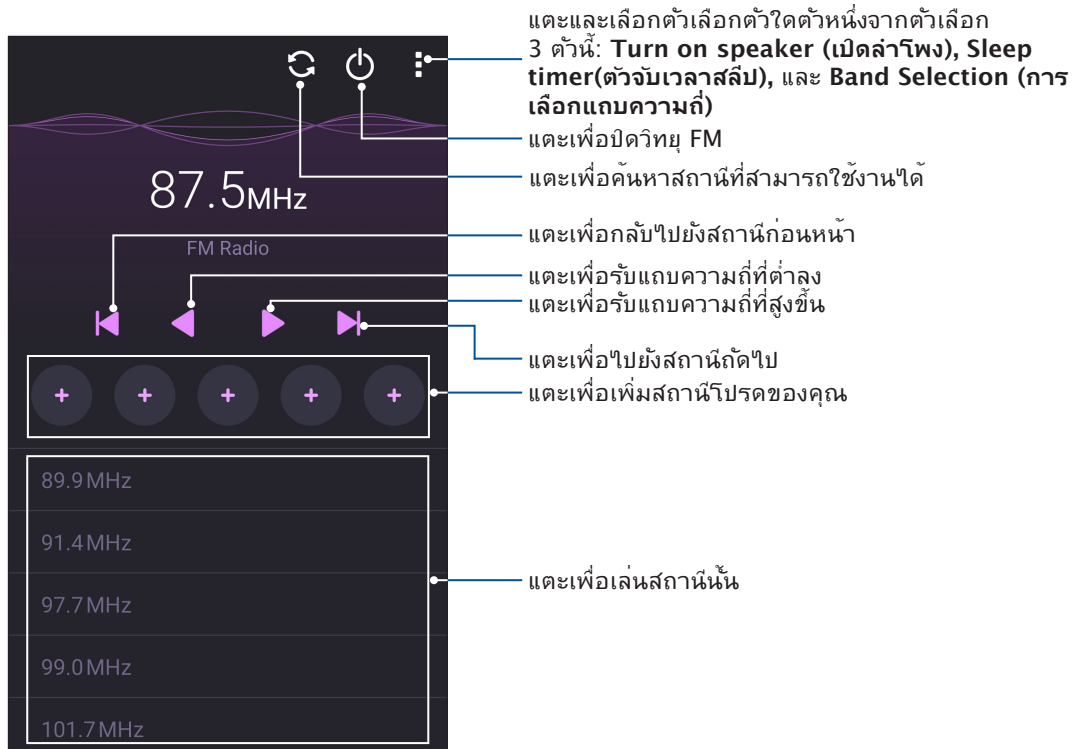 แตะและเลือกตัวเลือกตัวใดตัวหนึ่งจากตัวเลือก
3 ตัวนี้: Turn on speaker (เปิดลำโพง), Sleep
timer(ตัวจับเวลาสลีป), และ Band Selection (การ
เลือกแถบความถี่)
แตะเพื่อปิดวิทยุ FM
แตะเพื่อค้นหาสถานีที่สามารถใช้งานได้
87.5MHz
FM Radio
แตะเพื่อกลับไปยังสถานีก่อนหน้า
แตะเพื่อรับแถบความถี่ที่ต่ำลง
แตะเพื่อรับแถบความถี่ที่สูงขึ้น
แตะเพื่อไปยังสถานีถัดไป
แตะเพื่อเพิ่มสถานีโปรดของคุณ
89.9 MHz
91.4 MHz
97.7 MHz
99.0 MHz
101.7 MHz
แตะเพื่อเล่นสถานีนั้น